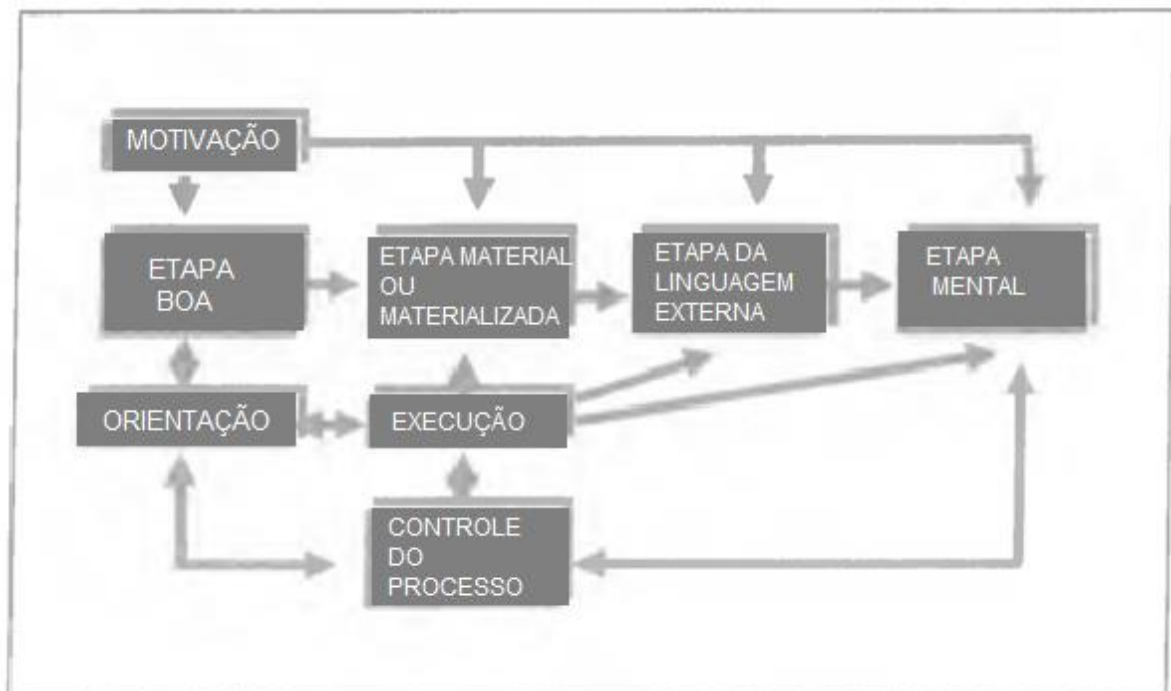 MOTIVAÇÃO
ETAPA
BOA
ETAPA MATERIAL
OU
MATERIALIZADA
ETAPA DA
LINGUAGEM
EXTERNA
ETAPA
MENTAL
ORIENTAÇÃO
EXECUÇÃO
CONTROLE
DO
PROCESSO